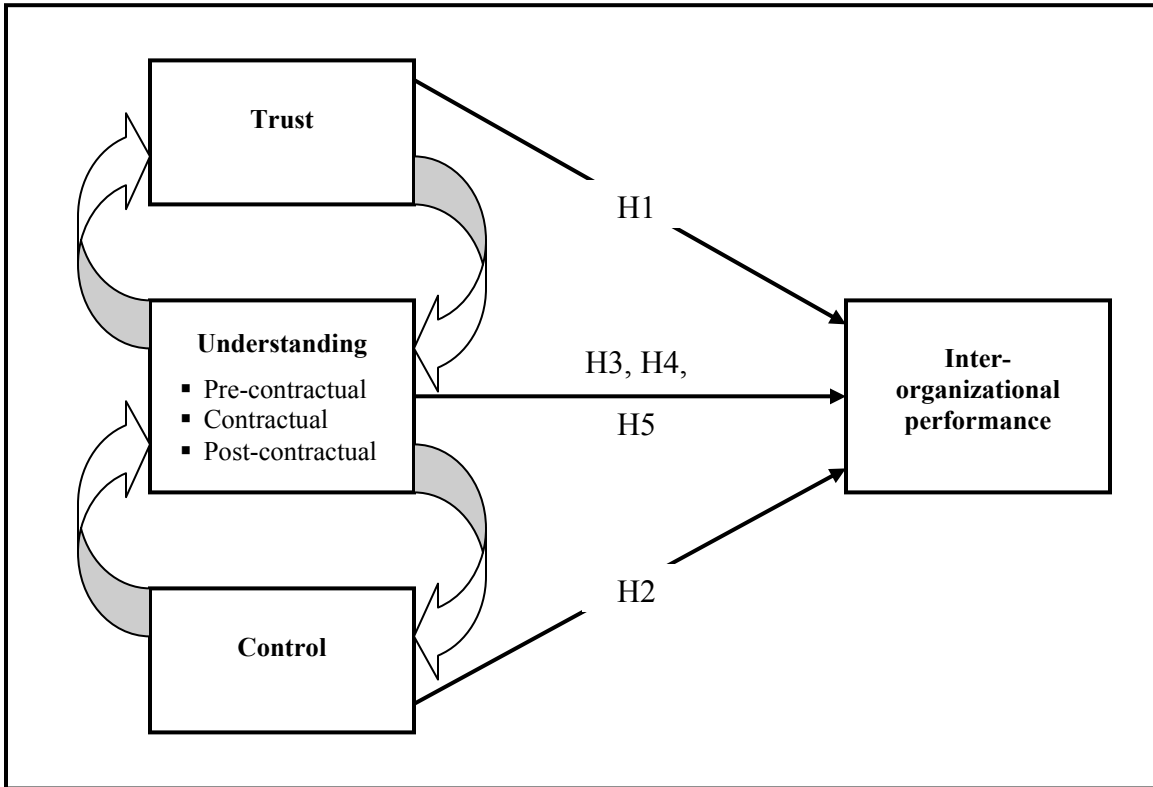 Trust
H1
Understanding
▪ Pre-contractual
▪ Contractual
▪ Post-contractual
H3, H4,
H5
Inter-
organizational
performance
H2
Control